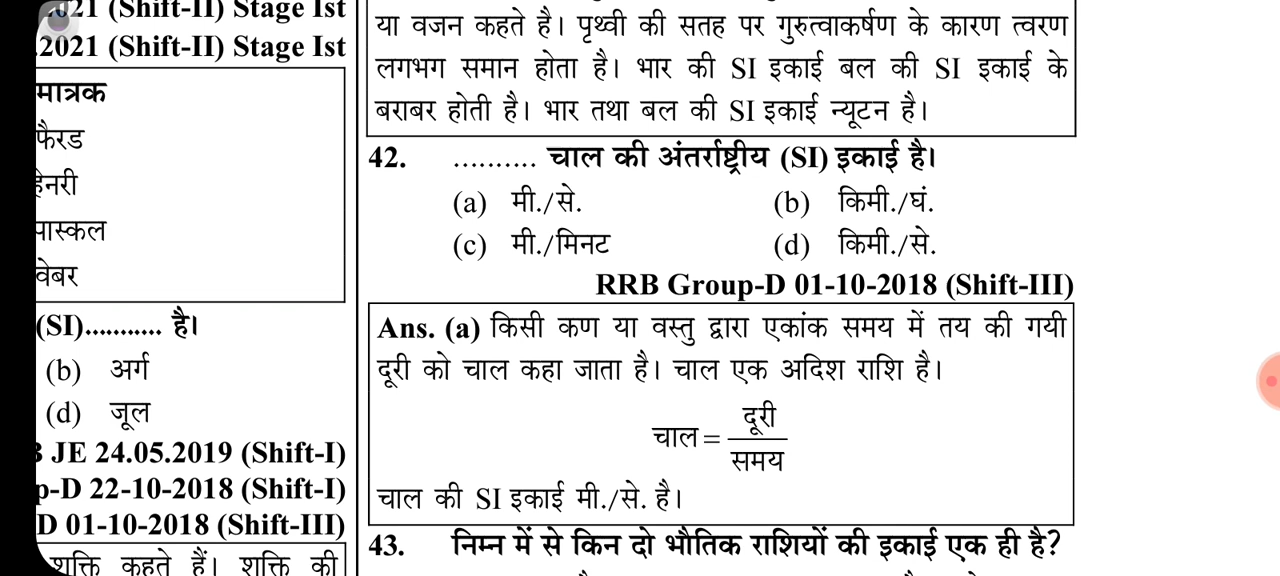 2021 (Shift-II) Stage Ist
.2021 (Shift-II) Stage Ist
मात्रक
फैरड
हेनरी
पास्कल
वेबर
(SI)............ है।
(b) अर्ग
(d) जूल
JE 24.05.2019 (Shift-I)
p-D 22-10-2018 (Shift-I)
D 01-10-2018 (Shift-III)
शक्ति कहते हैं। शक्ति की
या वजन कहते है। पृथ्वी की सतह पर गुरुत्वाकर्षण के कारण त्वरण
लगभग समान होता है। भार की SI इकाई बल की SI इकाई के
बराबर होती है। भार तथा बल की SI इकाई न्यूटन है।
42. .......... चाल की अंतर्राष्ट्रीय (SI) इकाई है।
(a) मी./से. (b) किमी./घं.
(c) मी./मिनट (d) किमी./से.
RRB Group-D 01-10-2018 (Shift-III)
Ans. (a) किसी कण या वस्तु द्वारा एकांक समय में तय की गयी
दूरी को चाल कहा जाता है। चाल एक अदिश राशि है।
चाल = दूरी
समय
चाल की SI इकाई मी./से. है।
43. निम्न में से किन दो भौतिक राशियों की इकाई एक ही है?